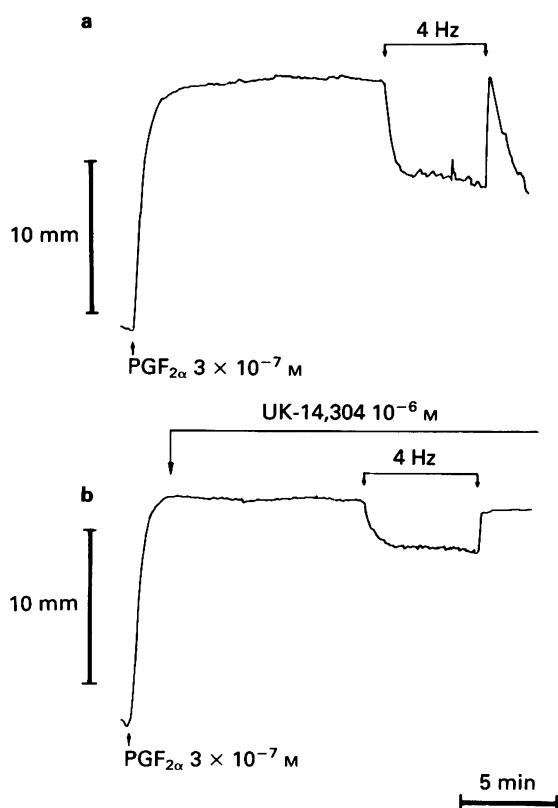 a
4 Hz
10 mm
PGF₂α 3 × 10⁻⁷ M
UK-14,304 10⁻⁶ M
4 Hz
b
10 mm
PGF₂α 3 × 10⁻⁷ M
5 min